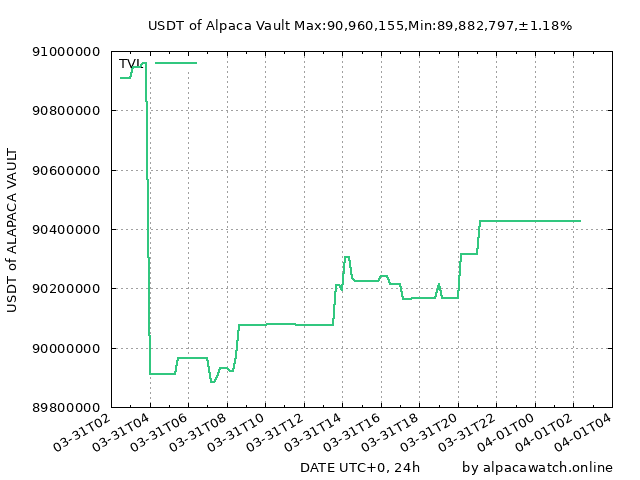 USDT of Alpaca Vault Max:90,960,155,Min:89,882,797,±1.18%
91000000
TVL
90800000
90600000
90400000
90200000
90000000
89800000
USDT of ALAPACA VAULT
03-31T02
03-31T04
03-31T06
03-31T08
03-31T10
03-31T12
03-31T14
03-31T16
03-31T18
03-31T20
03-31T22
04-01T00
04-01T02
04-01T04
DATE UTC+0, 24h
by alpacawatch.online